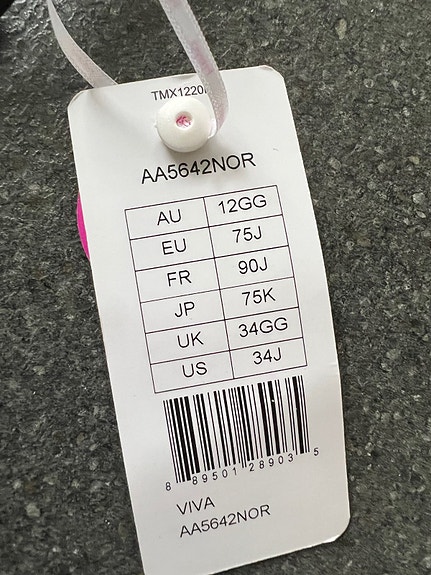 AA5642NOR
AU 12GG
EU 75J
FR 90J
JP 75K
UK 34GG
US 34J
8 89501 28903 5
VIVA
AA5642NOR